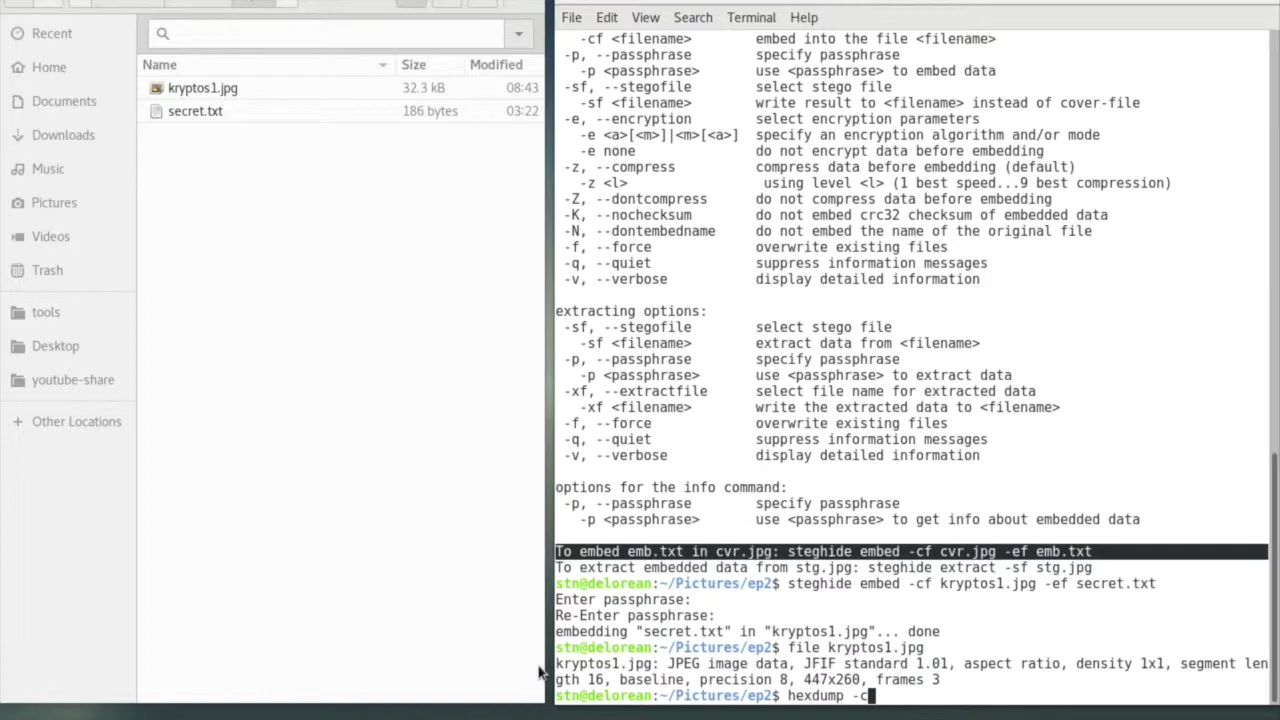 Recent
Home
Documents
Downloads
Music
Pictures
Videos
Trash
tools
Desktop
youtube-share
+ Other Locations
Name Size Modified
kryptos1.jpg 32.3 kB 08:43
secret.txt 186 bytes 03:22
File Edit View Search Terminal Help
-cf <filename> embed into the file <filename>
-p, --passphrase specify passphrase
-p <passphrase> use <passphrase> to embed data
-sf, --stegofile select stego file
-sf <filename> write result to <filename> instead of cover-file
-e, --encryption select encryption parameters
-e <a>[<m>]|<m>[<a>] specify an encryption algorithm and/or mode
-e none do not encrypt data before embedding
-z, --compress compress data before embedding (default)
-z <l> using level <l> (1 best speed...9 best compression)
-Z, --dontcompress do not compress data before embedding
-K, --nochecksum do not embed crc32 checksum of embedded data
-N, --dontembedname do not embed the name of the original file
-f, --force overwrite existing files
-q, --quiet suppress information messages
-v, --verbose display detailed information
extracting options:
-sf, --stegofile select stego file
-sf <filename> extract data from <filename>
-p, --passphrase specify passphrase
-p <passphrase> use <passphrase> to extract data
-xf, --extractfile select file name for extracted data
-xf <filename> write the extracted data to <filename>
-f, --force overwrite existing files
-q, --quiet suppress information messages
-v, --verbose display detailed information
options for the info command:
-p, --passphrase specify passphrase
-p <passphrase> use <passphrase> to get info about embedded data
To embed emb.txt in cvr.jpg: steghide embed -cf cvr.jpg -ef emb.txt
To extract embedded data from stg.jpg: steghide extract -sf stg.jpg
stn@delorean:~/Pictures/ep2$ steghide embed -cf kryptos1.jpg -ef secret.txt
Enter passphrase:
Re-Enter passphrase:
embedding "secret.txt" in "kryptos1.jpg"... done
stn@delorean:~/Pictures/ep2$ file kryptos1.jpg
kryptos1.jpg: JPEG image data, JFIF standard 1.01, aspect ratio, density 1x1, segment len
gth 16, baseline, precision 8, 447x260, frames 3
stn@delorean:~/Pictures/ep2$ hexdump -c